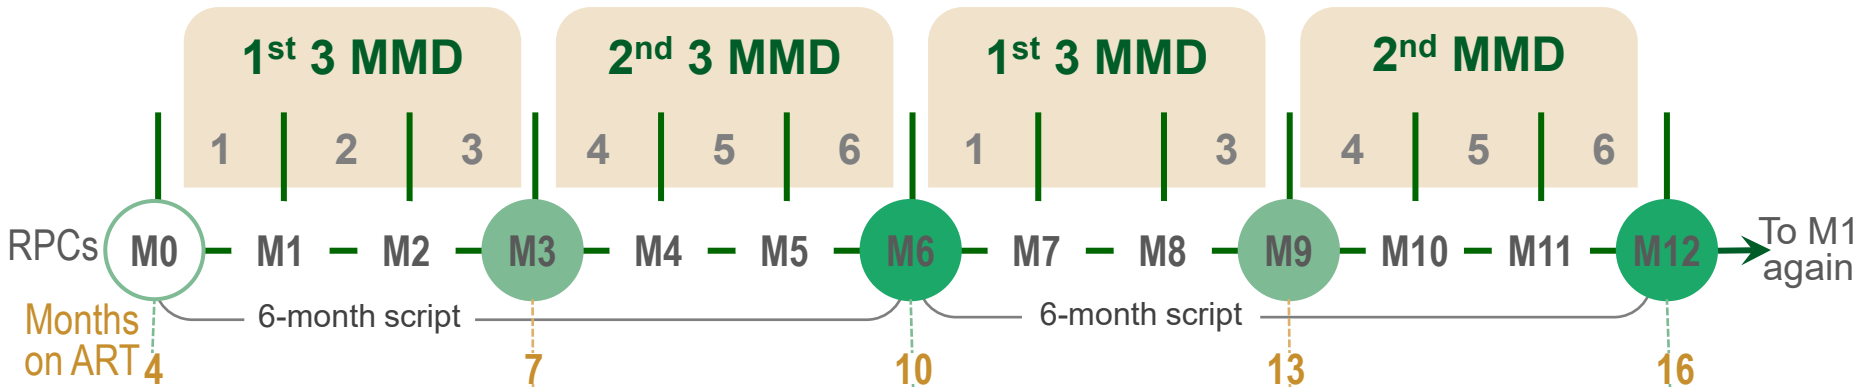 1st 3 MMD 2nd 3 MMD 1st 3 MMD 2nd MMD
1 2 3 4 5 6 1 3 4 5 6
RPCs M0 M1 M2 M3 M4 M5 M6 M7 M8 M9 M10 M11 M12 To M1
again
6-month script 6-month script
Months
on ART 4 7 10 13 16